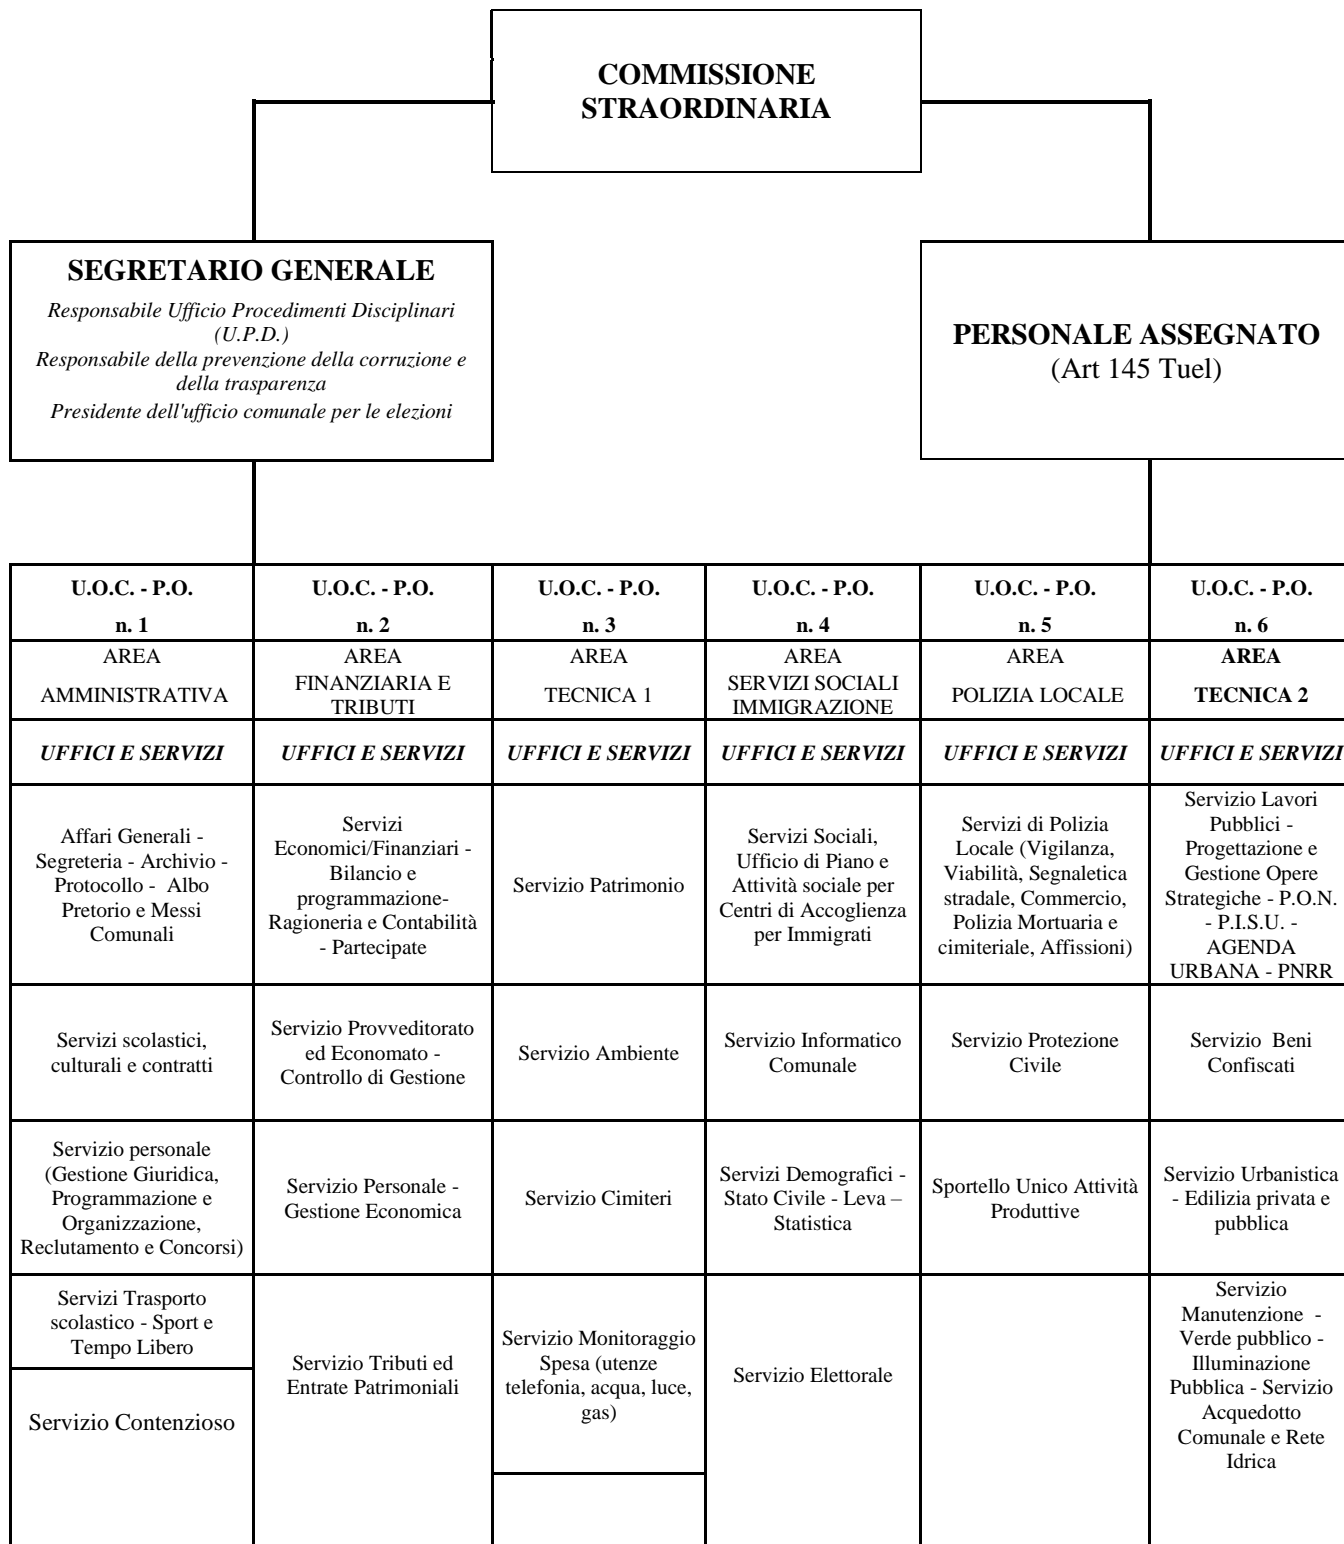 COMMISSIONE
STRAORDINARIA
SEGRETARIO GENERALE
Responsabile Ufficio Procedimenti Disciplinari
(U.P.D.)
Responsabile della prevenzione della corruzione e
della trasparenza
Presidente dell'ufficio comunale per le elezioni
PERSONALE ASSEGNATO
(Art 145 Tuel)
U.O.C. - P.O.
n. 1
U.O.C. - P.O.
n. 2
U.O.C. - P.O.
n. 3
U.O.C. - P.O.
n. 4
U.O.C. - P.O.
n. 5
U.O.C. - P.O.
n. 6
AREA
AMMINISTRATIVA
AREA
FINANZIARIA E
TRIBUTI
AREA
TECNICA 1
AREA
SERVIZI SOCIALI
IMMIGRAZIONE
AREA
POLIZIA LOCALE
AREA
TECNICA 2
UFFICI E SERVIZI
UFFICI E SERVIZI
UFFICI E SERVIZI
UFFICI E SERVIZI
UFFICI E SERVIZI
UFFICI E SERVIZI
Affari Generali -
Segreteria - Archivio -
Protocollo - Albo
Pretorio e Messi
Comunali
Servizi
Economici/Finanziari -
Bilancio e
programmazione-
Ragioneria e Contabilità
- Partecipate
Servizio Patrimonio
Servizi Sociali,
Ufficio di Piano e
Attività sociale per
Centri di Accoglienza
per Immigrati
Servizi di Polizia
Locale (Vigilanza,
Viabilità, Segnaletica
stradale, Commercio,
Polizia Mortuaria e
cimiteriale, Affissioni)
Servizio Lavori
Pubblici -
Progettazione e
Gestione Opere
Strategiche - P.O.N.
- P.I.S.U. -
AGENDA
URBANA - PNRR
Servizi scolastici,
culturali e contratti
Servizio Provveditorato
ed Economato -
Controllo di Gestione
Servizio Ambiente
Servizio Informatico
Comunale
Servizio Protezione
Civile
Servizio Beni
Confiscati
Servizio personale
(Gestione Giuridica,
Programmazione e
Organizzazione,
Reclutamento e Concorsi)
Servizio Personale -
Gestione Economica
Servizio Cimiteri
Servizi Demografici -
Stato Civile - Leva –
Statistica
Sportello Unico Attività
Produttive
Servizio Urbanistica
- Edilizia privata e
pubblica
Servizi Trasporto
scolastico - Sport e
Tempo Libero
Servizio Contenzioso
Servizio Tributi ed
Entrate Patrimoniali
Servizio Monitoraggio
Spesa (utenze
telefonia, acqua, luce,
gas)
Servizio Elettorale
Servizio
Manutenzione -
Verde pubblico -
Illuminazione
Pubblica - Servizio
Acquedotto
Comunale e Rete
Idrica